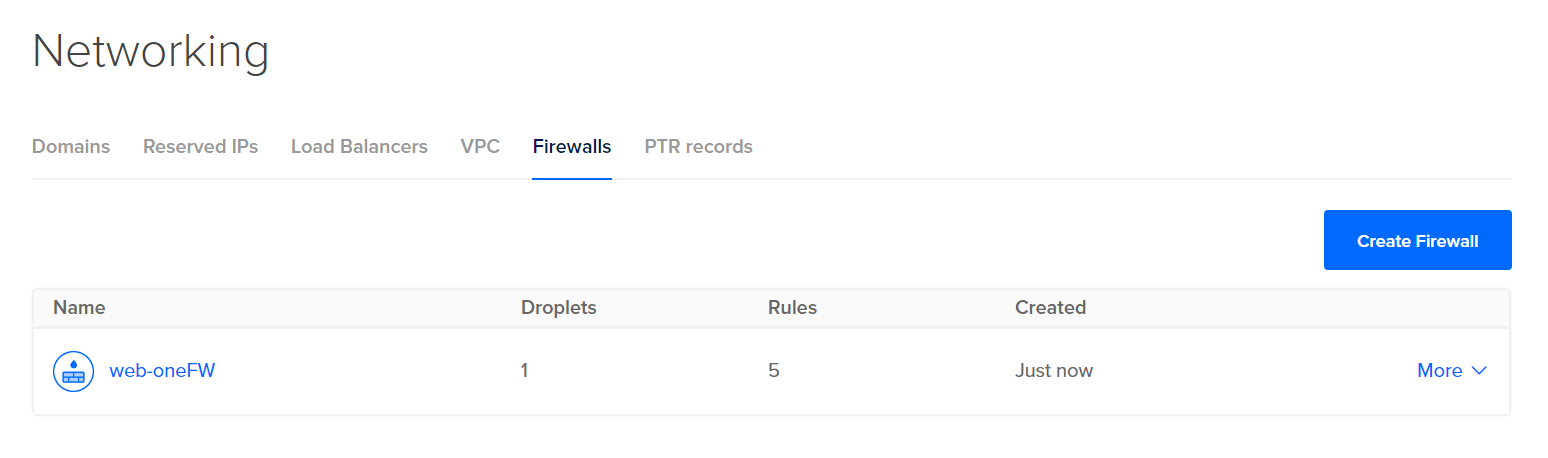 Networking
Domains Reserved IPs Load Balancers VPC Firewalls PTR records
Create Firewall
Name Droplets Rules Created
web-oneFW 1 5 Just now More